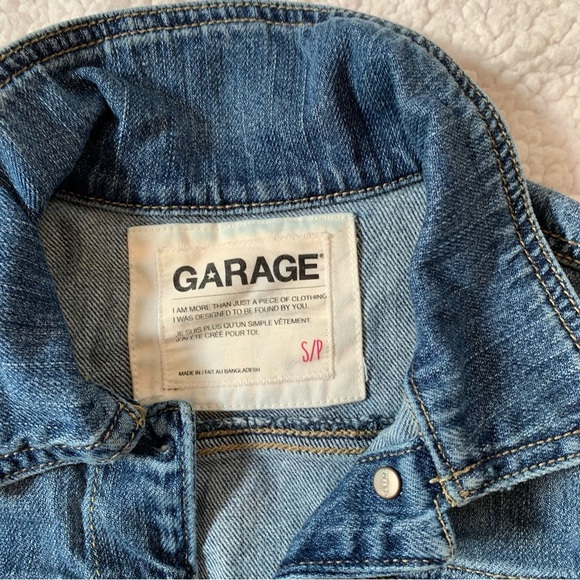 GARAGE®
I AM MORE THAN JUST A PIECE OF CLOTHING
I WAS DESIGNED TO BE FOUND BY YOU.
JE SUIS PLUS QU'UN SIMPLE VÊTEMENT.
J'AI ÉTÉ CRÉÉ POUR TOI.
S/P
MADE IN / FAIT AU BANGLADESH